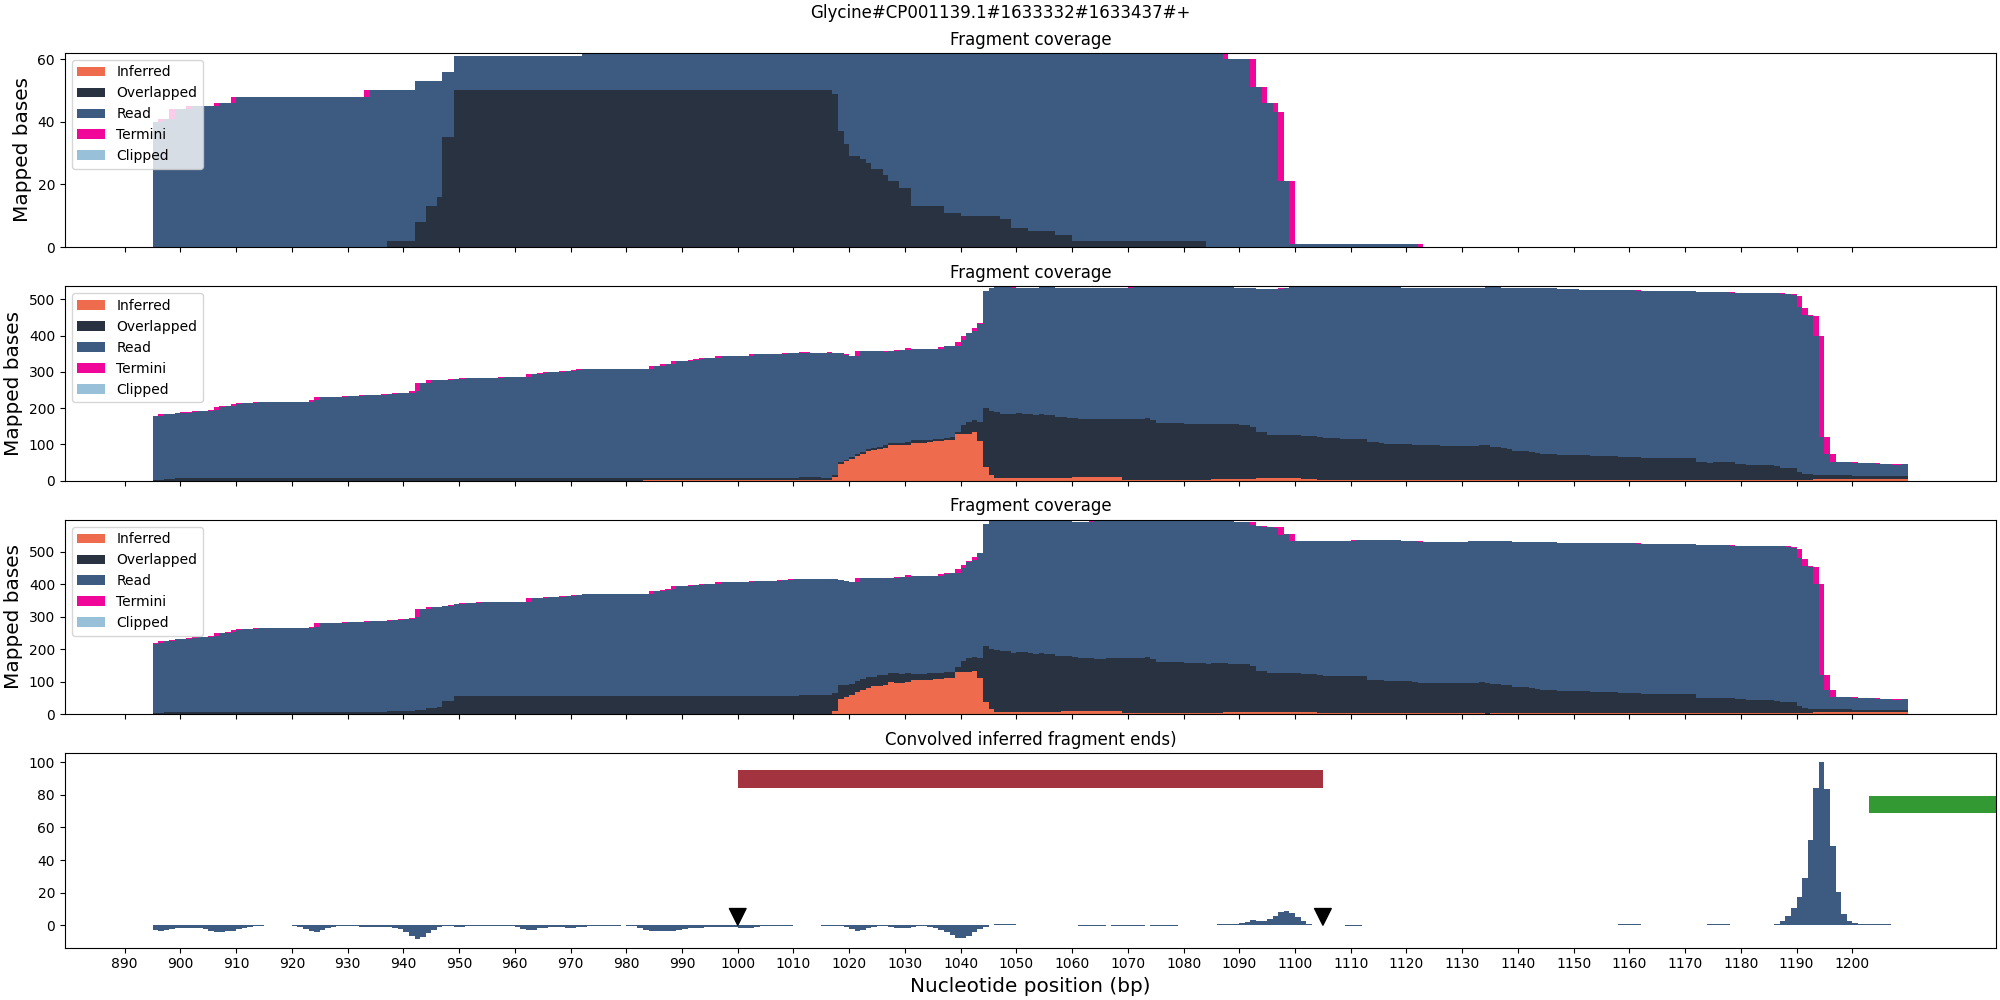 Glycine#CP001139.1#1633332#1633437#+
Fragment coverage
Mapped bases
60
40
20
0
Inferred
Overlapped
Read
Termini
Clipped
Fragment coverage
Mapped bases
500
400
300
200
100
0
Inferred
Overlapped
Read
Termini
Clipped
Fragment coverage
Mapped bases
500
400
300
200
100
0
Inferred
Overlapped
Read
Termini
Clipped
Convolved inferred fragment ends)
100
80
60
40
20
0
890 900 910 920 930 940 950 960 970 980 990 1000 1010 1020 1030 1040 1050 1060 1070 1080 1090 1100 1110 1120 1130 1140 1150 1160 1170 1180 1190 1200
Nucleotide position (bp)